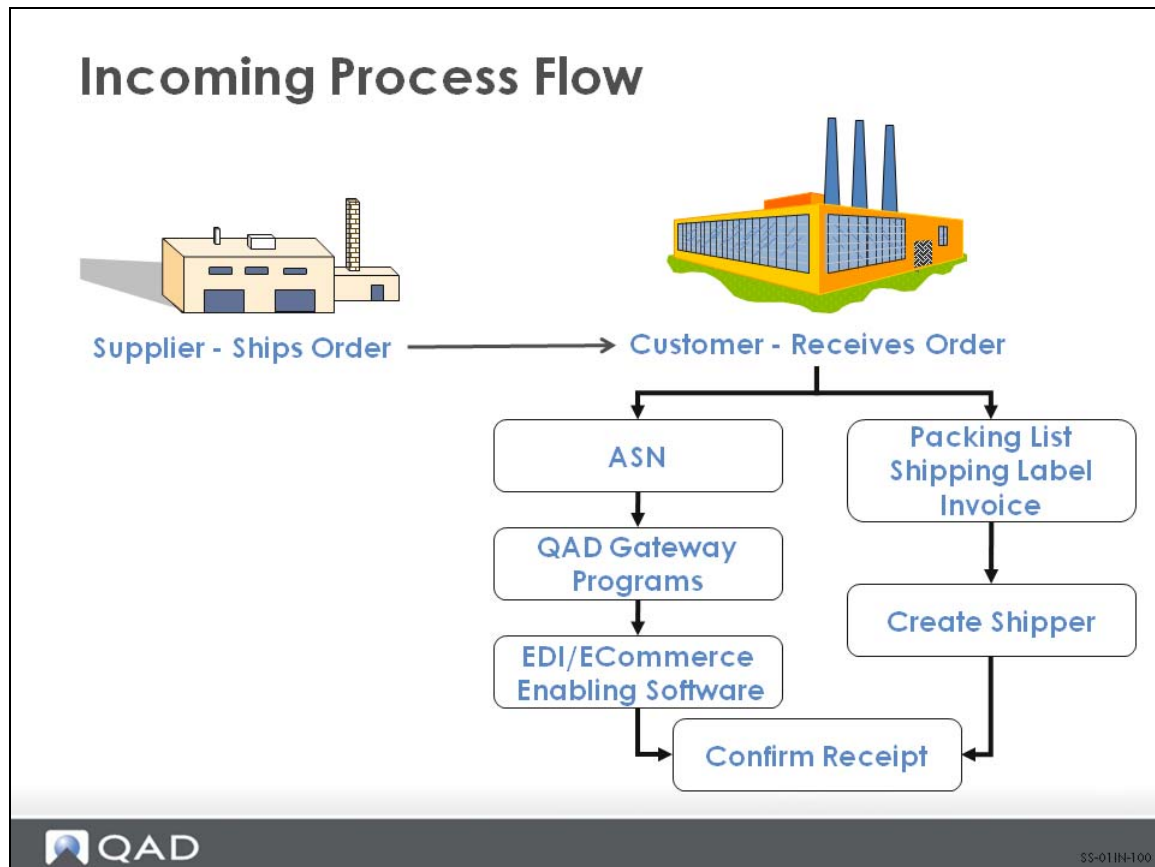 Incoming Process Flow
Supplier - Ships Order
Customer - Receives Order
ASN
Packing List
Shipping Label
Invoice
QAD Gateway
Programs
Create Shipper
EDI/ECommerce
Enabling Software
Confirm Receipt
QAD
SS-01IN-100